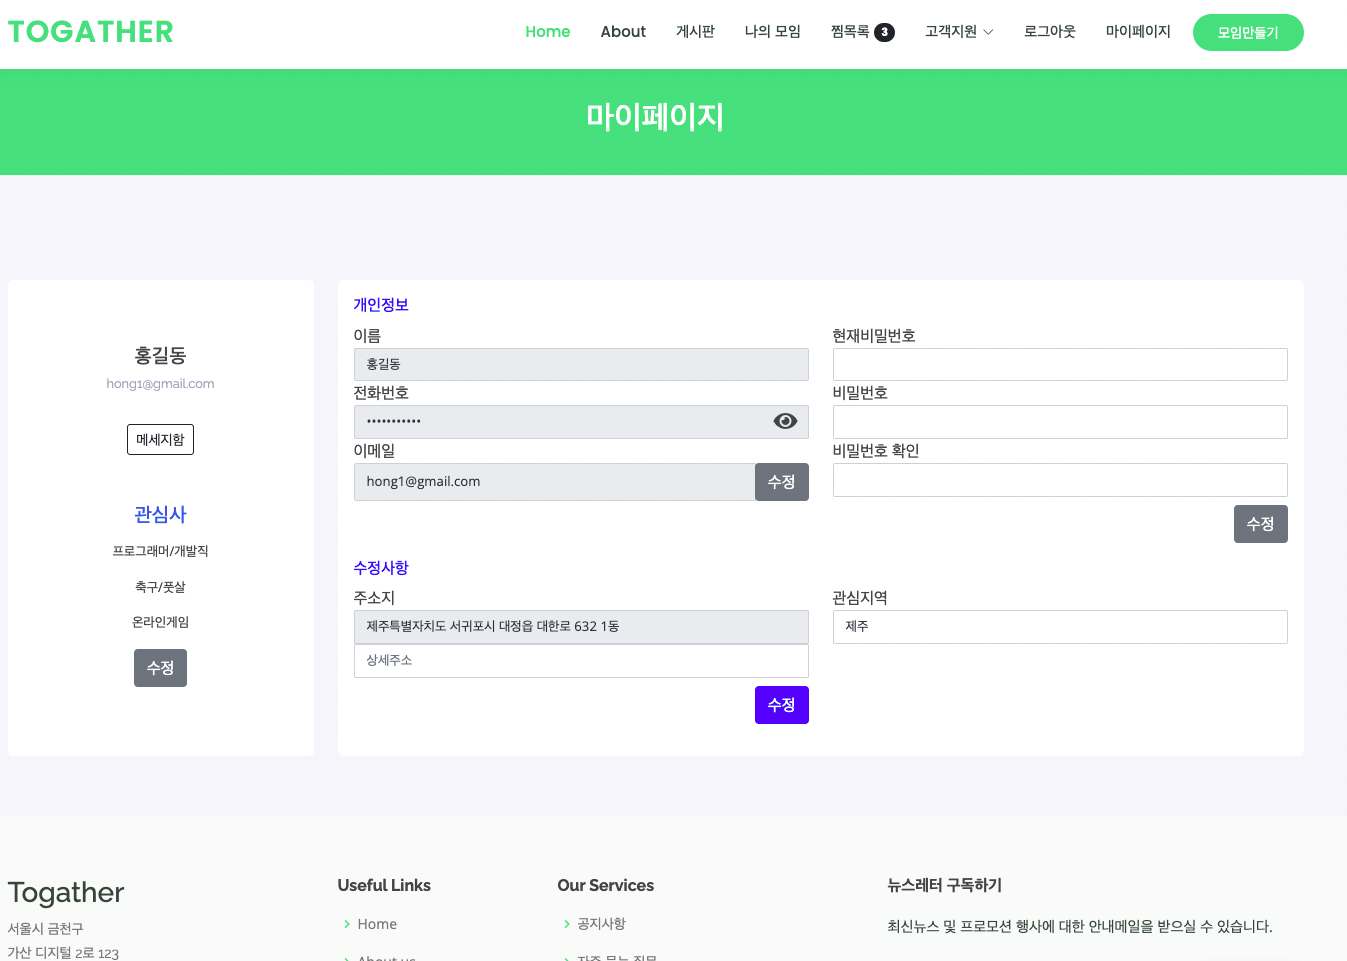 TOGATHER
Home About 게시판 나의 모임 찜목록 3 고객지원 로그아웃 마이페이지 모임만들기
마이페이지
홍길동
hong1@gmail.com
메세지함
관심사
프로그래머/개발직
축구/풋살
온라인게임
수정
개인정보
이름
홍길동
전화번호
•••••••••••
이메일
hong1@gmail.com 수정
현재비밀번호
비밀번호
비밀번호 확인
수정
수정사항
주소지
제주특별자치도 서귀포시 대정읍 대한로 632 1동
상세주소
수정
관심지역
제주
Togather
서울시 금천구
가산 디지털 2로 123
Useful Links
Home
About us
Our Services
공지사항
자주 묻는 질문
뉴스레터 구독하기
최신뉴스 및 프로모션 행사에 대한 안내메일을 받으실 수 있습니다.